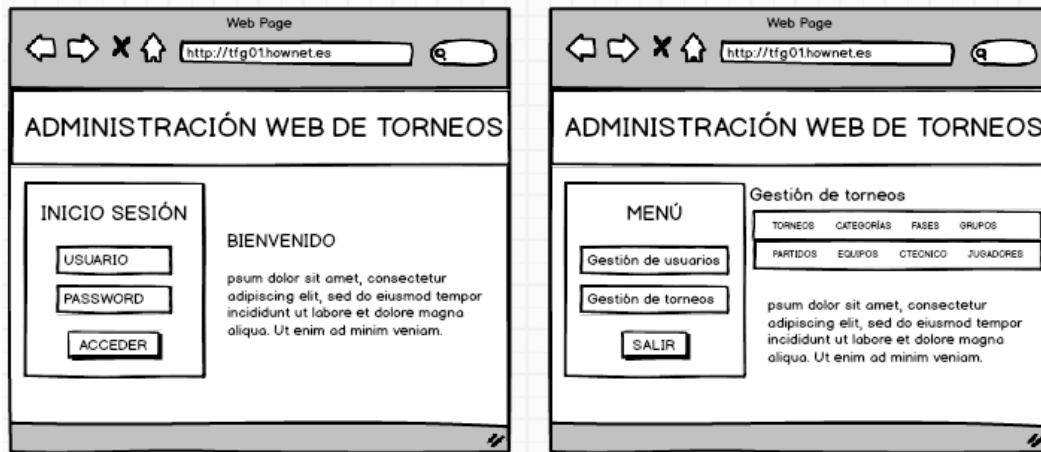 Web Page
http://tfg01.hownet.es
ADMINISTRACIÓN WEB DE TORNEOS
INICIO SESIÓN
USUARIO
PASSWORD
ACCEDER
BIENVENIDO
psum dolor sit amet, consectetur
adipiscing elit, sed do eiusmod tempor
incididunt ut labore et dolore magna
aliqua. Ut enim ad minim veniam.
Web Page
http://tfg01.hownet.es
ADMINISTRACIÓN WEB DE TORNEOS
MENÚ
Gestión de usuarios
Gestión de torneos
SALIR
Gestión de torneos
TORNEOS CATEGORÍAS FASES GRUPOS
PARTIDOS EQUIPOS CTECNICO JUGADORES
psum dolor sit amet, consectetur
adipiscing elit, sed do eiusmod tempor
incididunt ut labore et dolore magna
aliqua. Ut enim ad minim veniam.